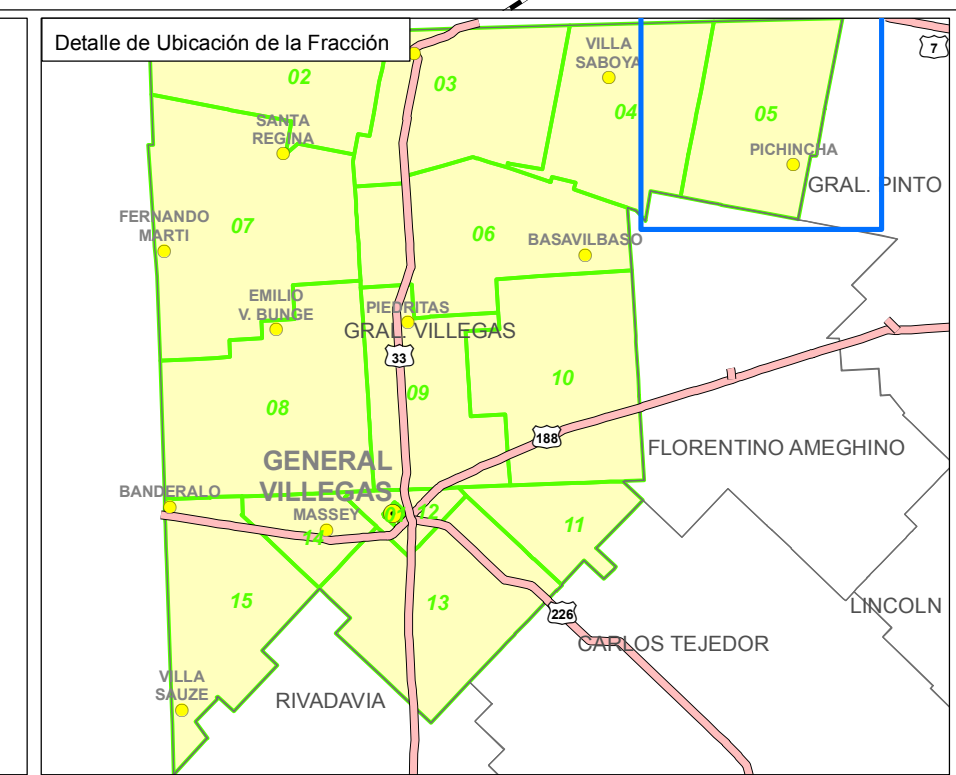 Detalle de Ubicación de la Fracción
7
02
03
VILLA
SABOYA
04
05
SANTA
REGINA
PICHINCHA
GRAL. PINTO
FERNANDO
MARTI
07
06
BASAVILBASO
EMILIO
V. BUNGE
PIEDRITAS
GRAL. VILLEGAS
33
10
09
08
188
FLORENTINO AMEGHINO
GENERAL
VILLEGAS
BANDERALO
MASSEY
12
11
14
15
13
226
LINCOLN
CARLOS TEJEDOR
VILLA
SAUZE
RIVADAVIA